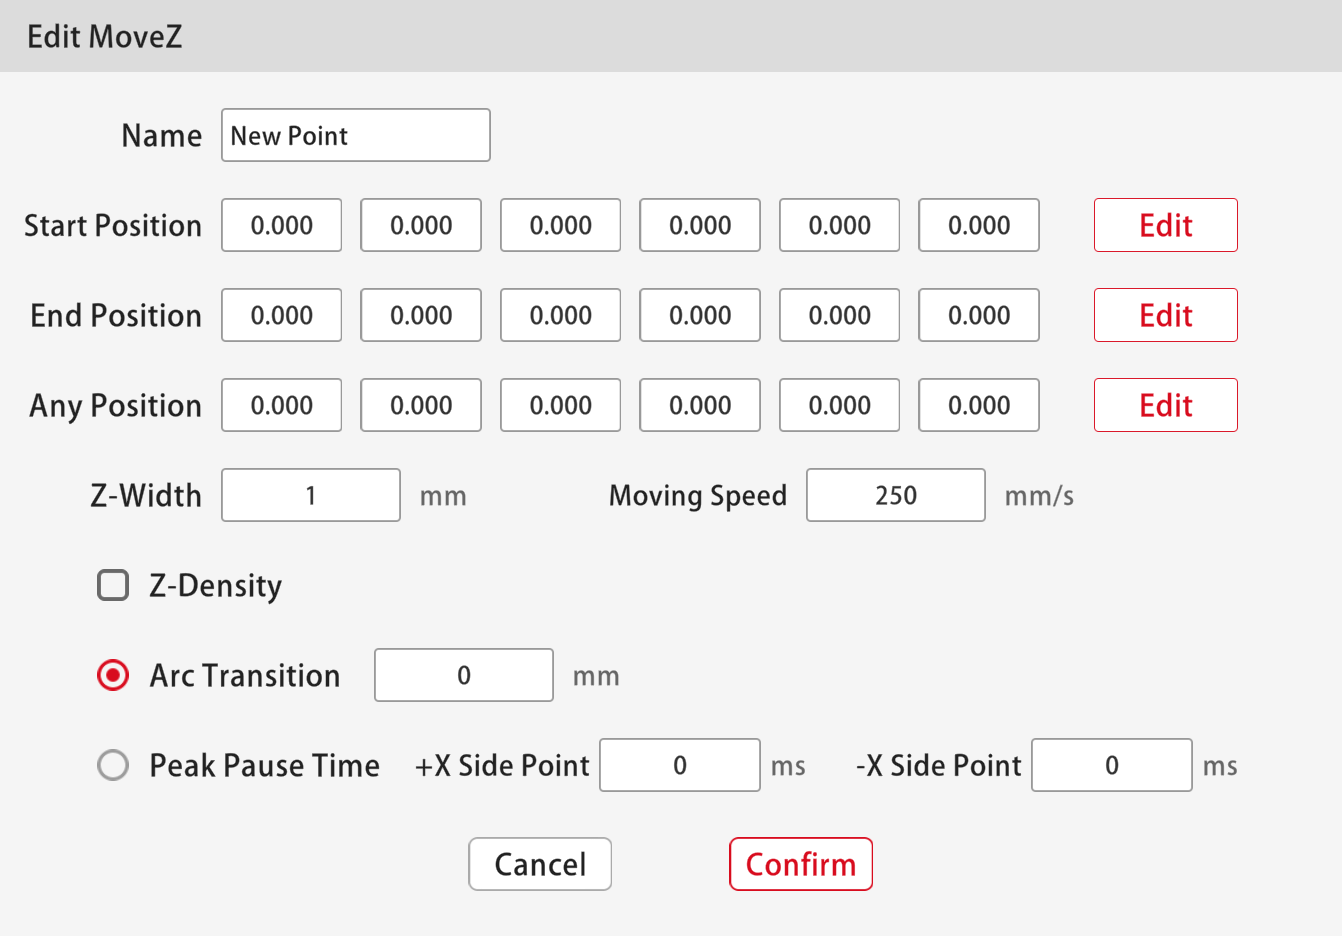 Edit MoveZ
Name New Point
Start Position 0.000 0.000 0.000 0.000 0.000 0.000 Edit
End Position 0.000 0.000 0.000 0.000 0.000 0.000 Edit
Any Position 0.000 0.000 0.000 0.000 0.000 0.000 Edit
Z-Width 1 mm Moving Speed 250 mm/s
Z-Density
Arc Transition 0 mm
Peak Pause Time +X Side Point 0 ms -X Side Point 0 ms
Cancel Confirm